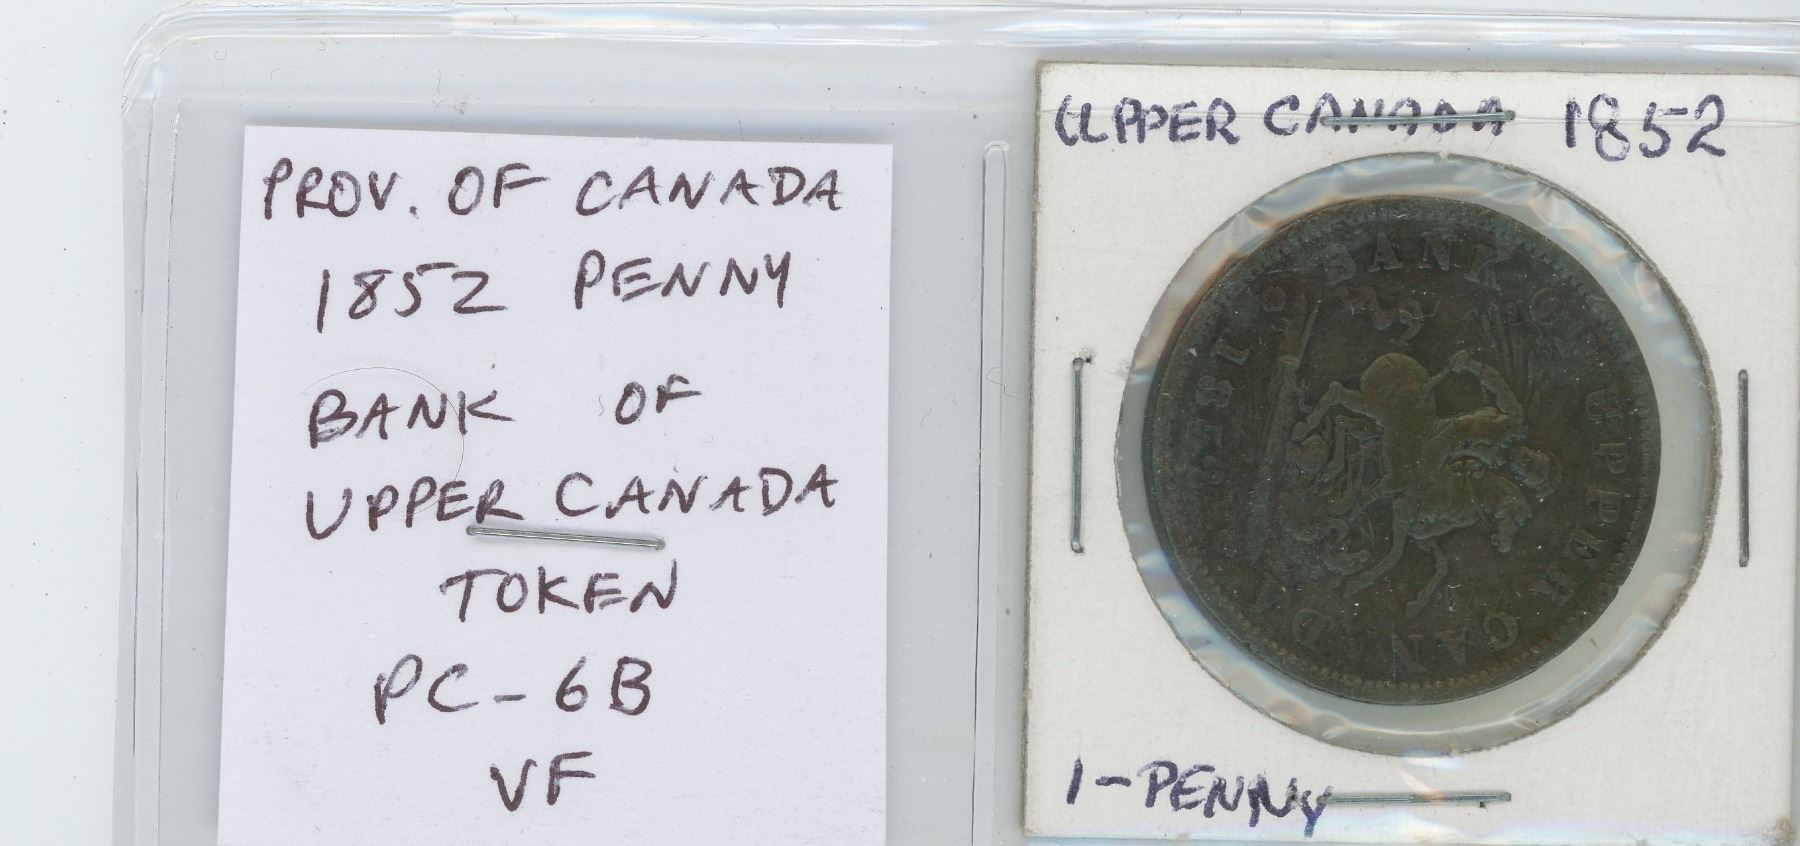 PROV. OF CANADA
1852 PENNY
BANK OF
UPPER CANADA
TOKEN
PC-6B
VF
UPPER CANADA 1852
BANK OF UPPER CANADA
1852
1-PENNY